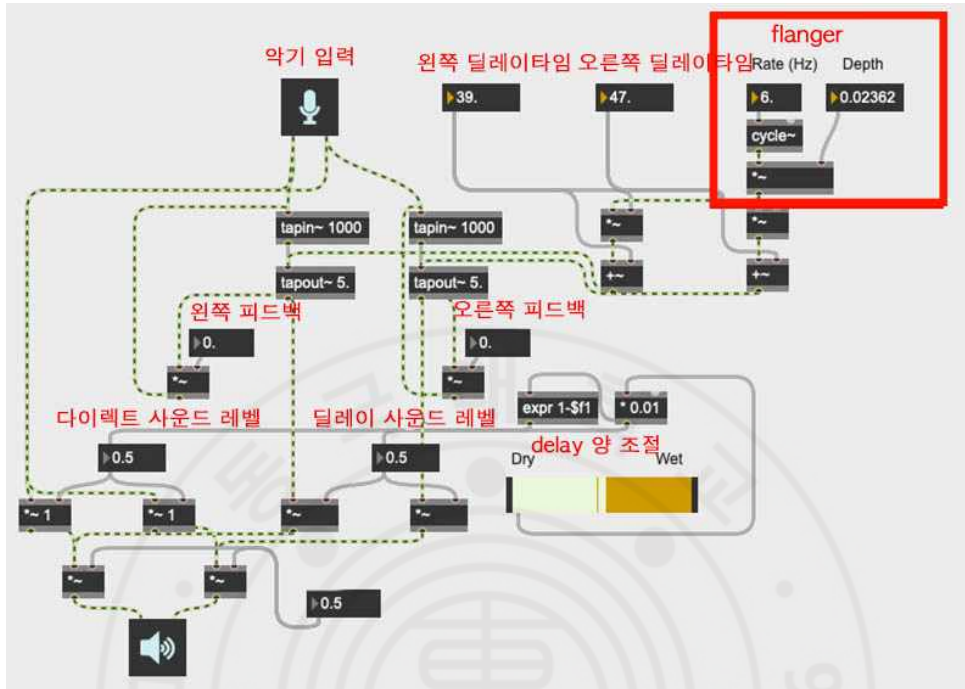 flanger
악기 입력
왼쪽 딜레이타임 오른쪽 딜레이타임
Rate (Hz) Depth
39.
47.
6.
0.02362
cycle~
*~
tapin~ 1000
tapin~ 1000
*~
*~
tapout~ 5.
tapout~ 5.
+~
+~
왼쪽 피드백
오른쪽 피드백
0.
0.
*~
*~
expr 1-$f1
* 0.01
다이렉트 사운드 레벨
딜레이 사운드 레벨
delay 양 조절
Dry
Wet
0.5
0.5
*~ 1
*~ 1
*~
*~
*~
*~
0.5